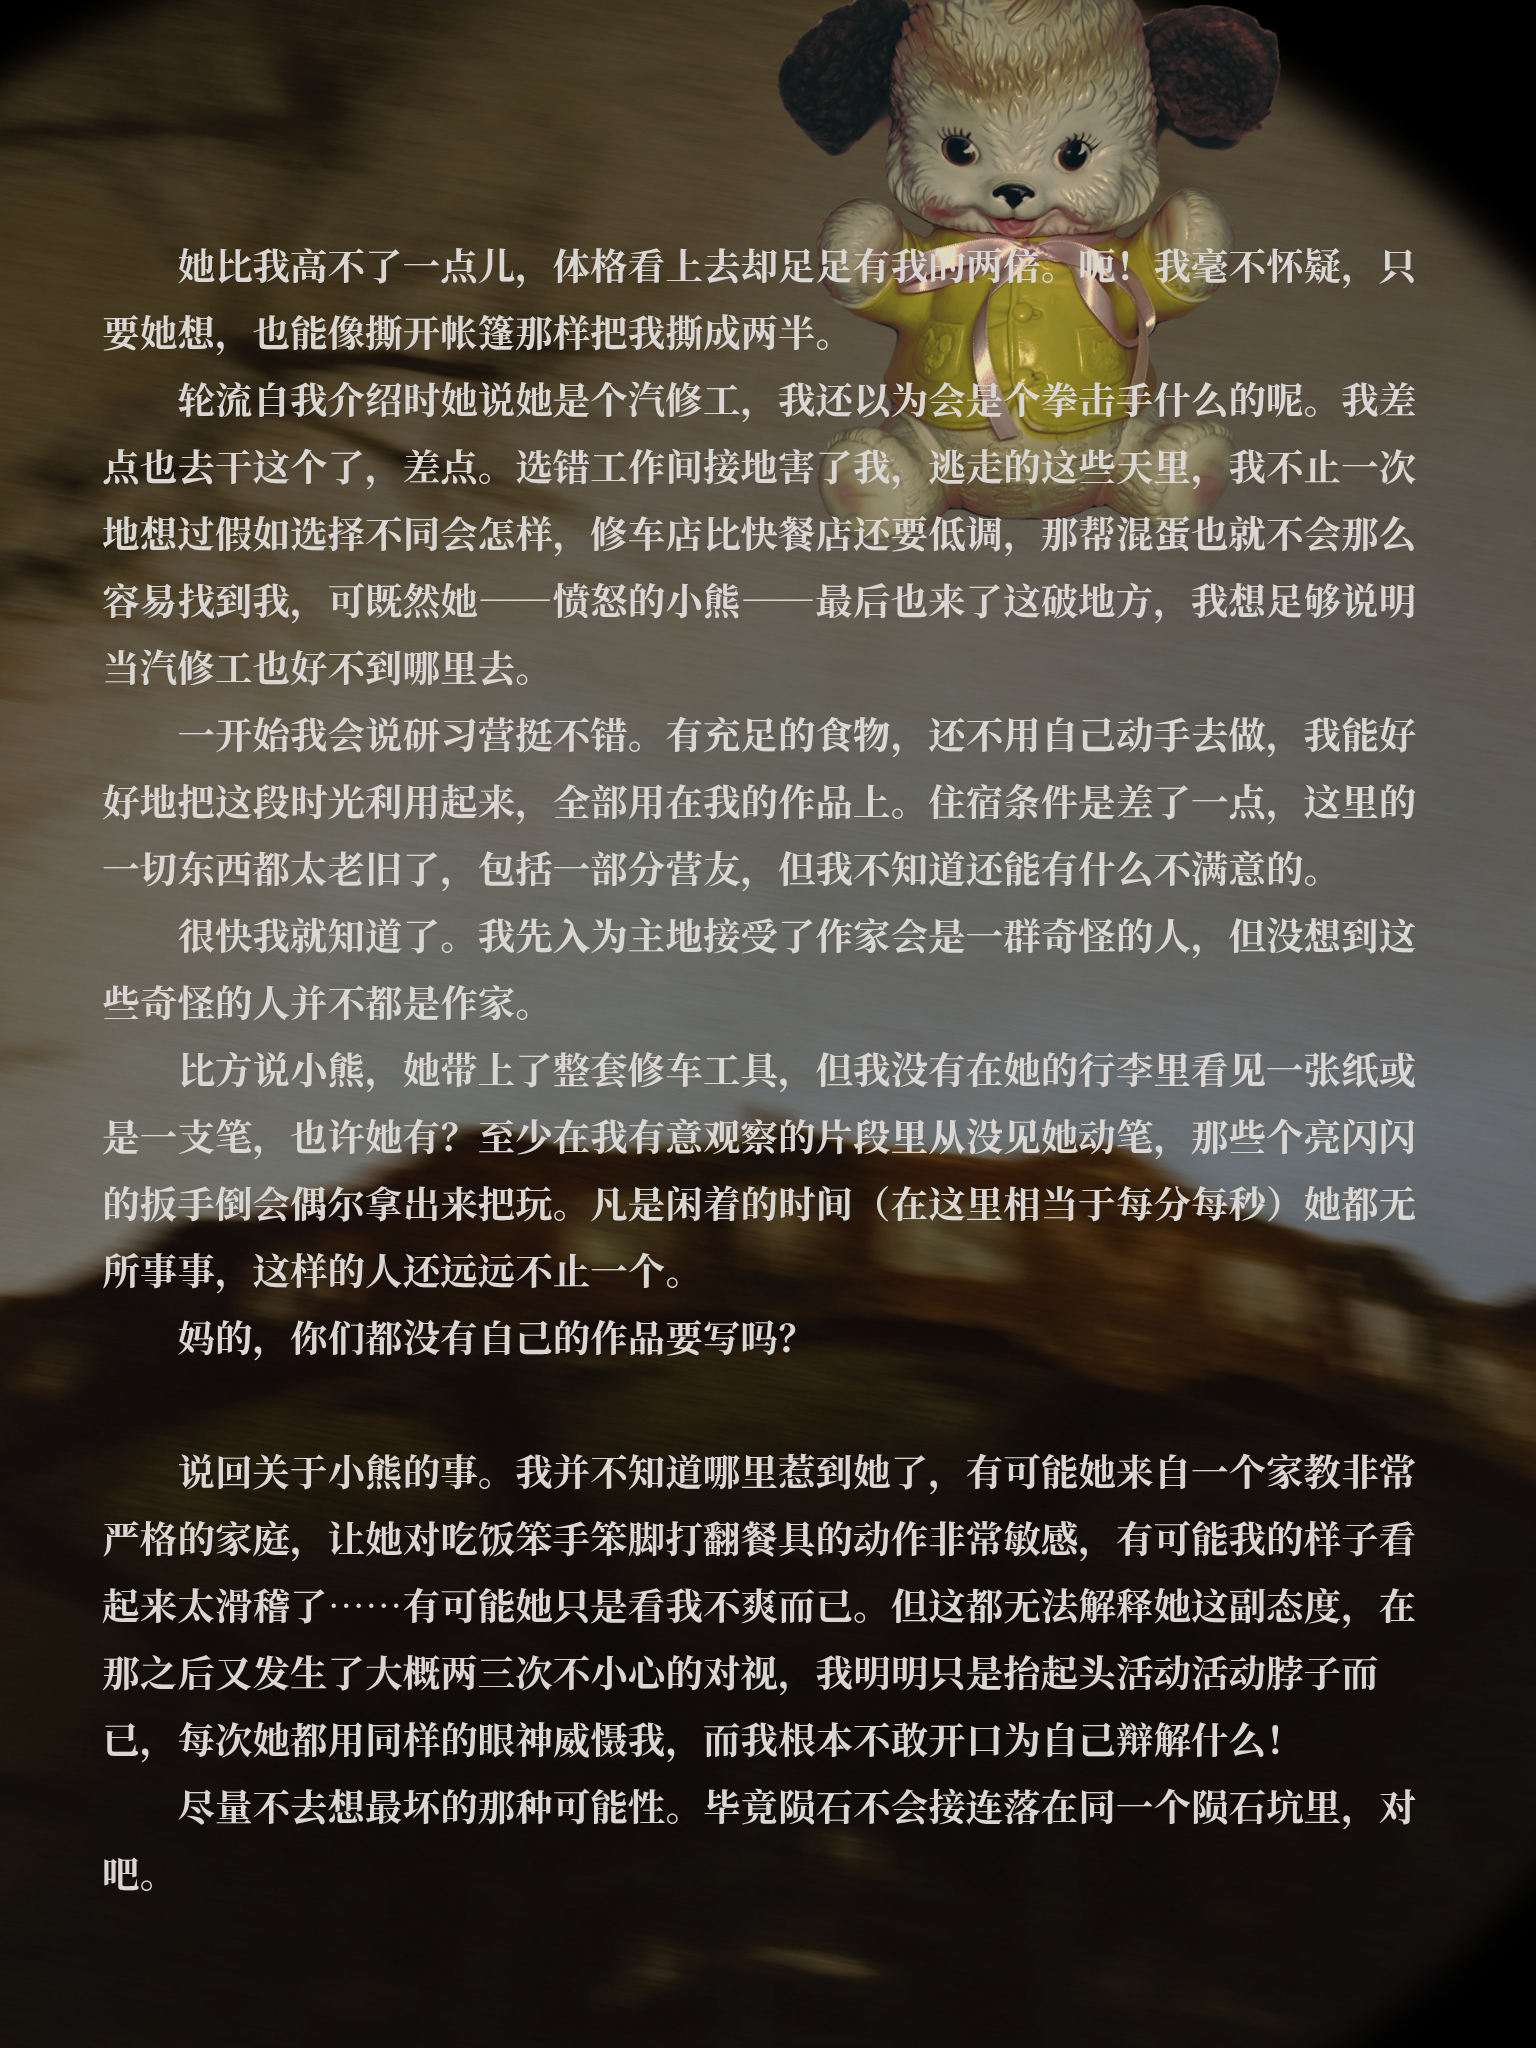 她比我高不了一点儿，体格看上去却足足有我的两倍。呃！我毫不怀疑，只
要她想，也能像撕开帐篷那样把我撕成两半。
轮流自我介绍时她说她是个汽修工，我还以为会是个拳击手什么的呢。我差
点也去干这个了，差点。选错工作间接地害了我，逃走的这些天里，我不止一次
地想过假如选择不同会怎样，修车店比快餐店还要低调，那帮混蛋也就不会那么
容易找到我，可既然她——愤怒的小熊——最后也来了这破地方，我想足够说明
当汽修工也好不到哪里去。
一开始我会说研习营挺不错。有充足的食物，还不用自己动手去做，我能好
好地把这段时光利用起来，全部用在我的作品上。住宿条件是差了一点，这里的
一切东西都太老旧了，包括一部分营友，但我不知道还能有什么不满意的。
很快我就知道了。我先入为主地接受了作家会是一群奇怪的人，但没想到这
些奇怪的人并不都是作家。
比方说小熊，她带上了整套修车工具，但我没有在她的行李里看见一张纸或
是一支笔，也许她有？至少在我有意观察的片段里从没见她动笔，那些个亮闪闪
的扳手倒会偶尔拿出来把玩。凡是闲着的时间（在这里相当于每分每秒）她都无
所事事，这样的人还远远不止一个。
妈的，你们都没有自己的作品要写吗？
说回关于小熊的事。我并不知道哪里惹到她了，有可能她来自一个家教非常
严格的家庭，让她对吃饭笨手笨脚打翻餐具的动作非常敏感，有可能我的样子看
起来太滑稽了……有可能她只是看我不爽而已。但这都无法解释她这副态度，在
那之后又发生了大概两三次不小心的对视，我明明只是抬起头活动活动脖子而
已，每次她都用同样的眼神威慑我，而我根本不敢开口为自己辩解什么！
尽量不去想最坏的那种可能性。毕竟陨石不会接连落在同一个陨石坑里，对
吧。